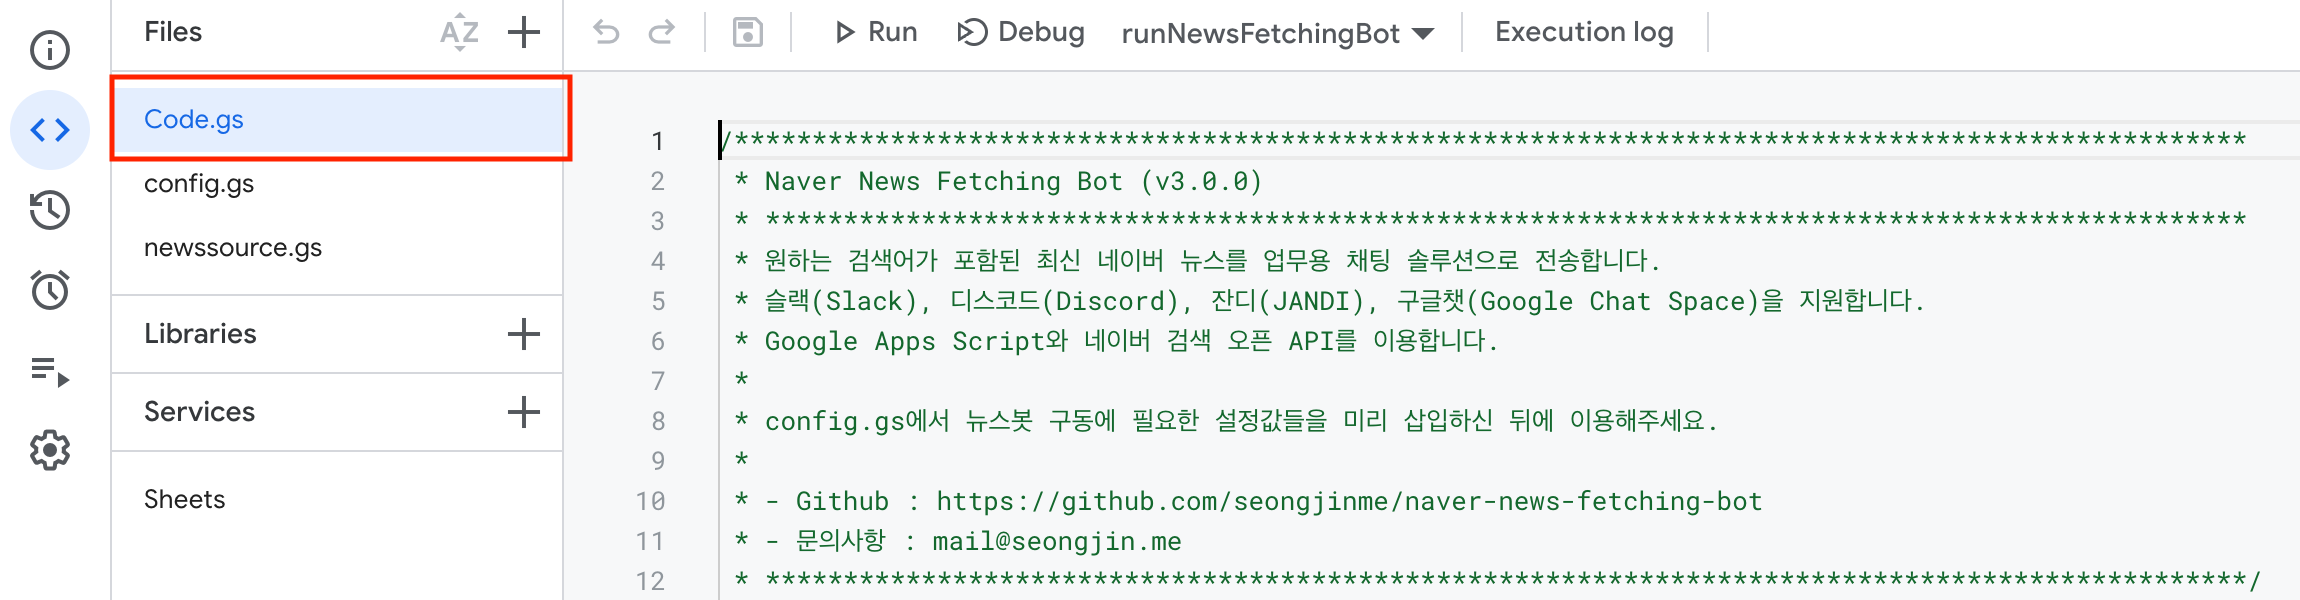 Files
AZ
Run
Debug
runNewsFetchingBot
Execution log
Code.gs
config.gs
newssource.gs
Libraries
Services
Sheets
1 /*************************************************************************************************
2 * Naver News Fetching Bot (v3.0.0)
3 * ***********************************************************************************************
4 * 원하는 검색어가 포함된 최신 네이버 뉴스를 업무용 채팅 솔루션으로 전송합니다.
5 * 슬랙(Slack), 디스코드(Discord), 잔디(JANDI), 구글챗(Google Chat Space)을 지원합니다.
6 * Google Apps Script와 네이버 검색 오픈 API를 이용합니다.
7 *
8 * config.gs에서 뉴스봇 구동에 필요한 설정값들을 미리 삽입하신 뒤에 이용해주세요.
9 *
10 * - Github : https://github.com/seongjinme/naver-news-fetching-bot
11 * - 문의사항 : mail@seongjin.me
12 * ***********************************************************************************************/